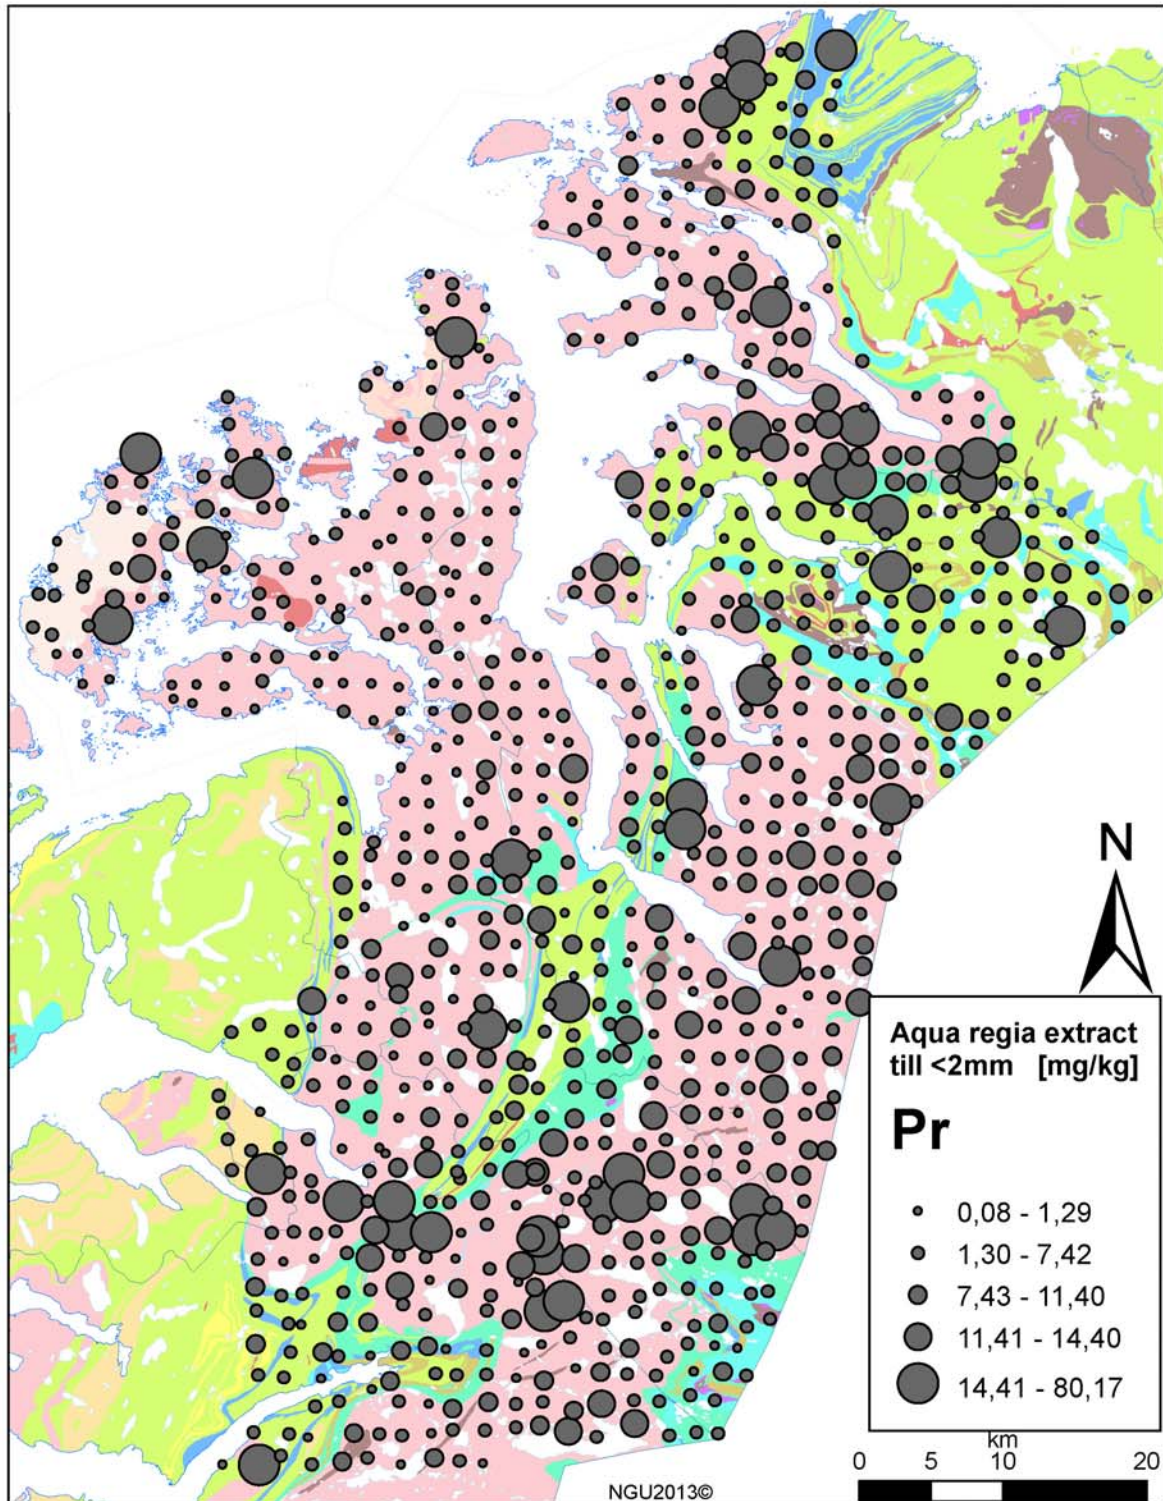 N
Aqua regia extract
till <2mm [mg/kg]
Pr
0,08 - 1,29
1,30 - 7,42
7,43 - 11,40
11,41 - 14,40
14,41 - 80,17
km
0 5 10 20
NGU2013©